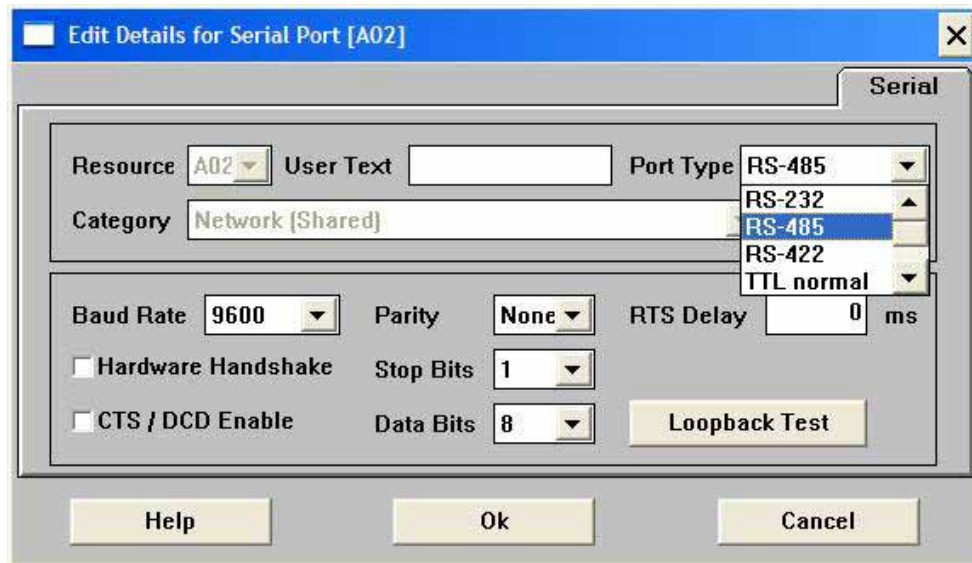 Edit Details for Serial Port [A02]
Serial
Resource A02 User Text Port Type RS-485
RS-232
Category Network (Shared)
RS-485
RS-422
TTL normal
Baud Rate 9600 Parity None RTS Delay 0 ms
Hardware Handshake Stop Bits 1
CTS / DCD Enable Data Bits 8 Loopback Test
Help Ok Cancel